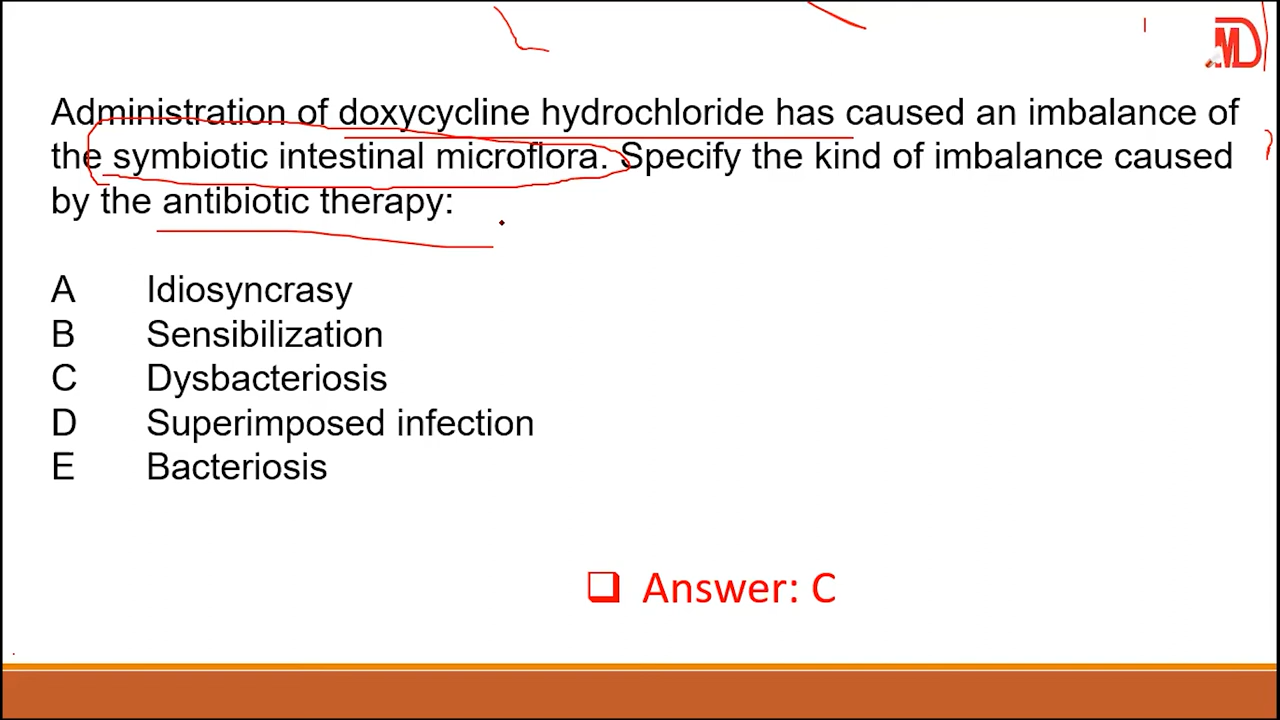 MD
Administration of doxycycline hydrochloride has caused an imbalance of
the symbiotic intestinal microflora. Specify the kind of imbalance caused
by the antibiotic therapy:
A Idiosyncrasy
B Sensibilization
C Dysbacteriosis
D Superimposed infection
E Bacteriosis
❑ Answer: C